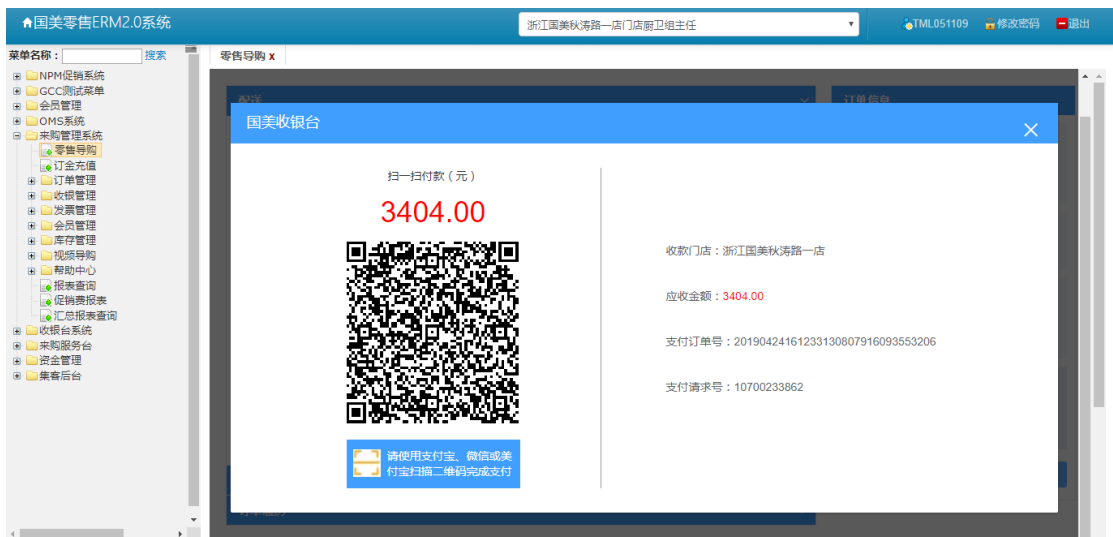 国美零售ERM2.0系统
浙江国美秋涛路一店门店厨卫组主任
TML051109
修改密码
退出
菜单名称：
搜索
零售导购 x
NPM促销系统
GCC测试菜单
会员管理
OMS系统
来购管理系统
零售导购
订金充值
订单管理
收银管理
发票管理
会员管理
库存管理
视频导购
帮助中心
报表查询
促销费报表
汇总报表查询
收银台系统
来购服务台
资金管理
集客后台
配送
订单信息
国美收银台
扫一扫付款（元）
3404.00
请使用支付宝、微信或美
付宝扫描二维码完成支付
收款门店：浙江国美秋涛路一店
应收金额：3404.00
支付订单号：20190424161233130807916093553206
支付请求号：10700233862